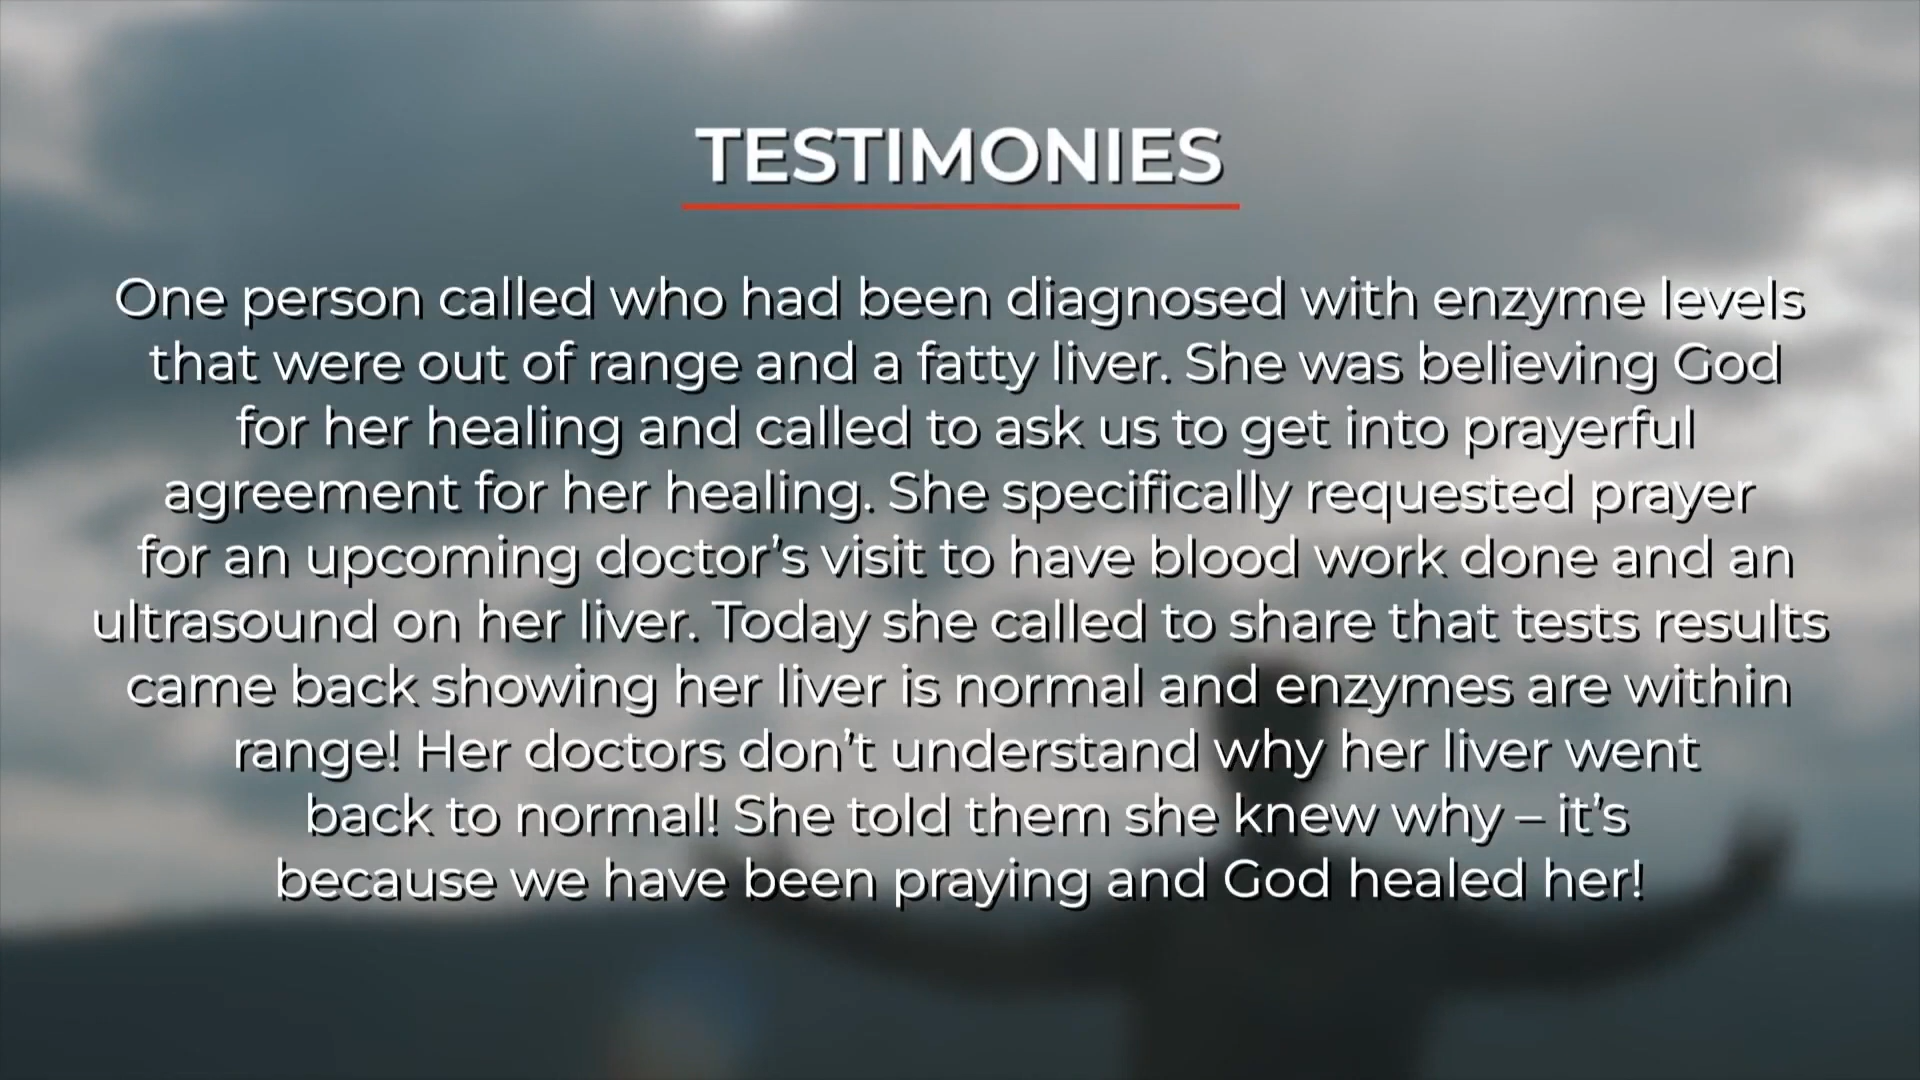 TESTIMONIES
One person called who had been diagnosed with enzyme levels
that were out of range and a fatty liver. She was believing God
for her healing and called to ask us to get into prayerful
agreement for her healing. She specifically requested prayer
for an upcoming doctor’s visit to have blood work done and an
ultrasound on her liver. Today she called to share that tests results
came back showing her liver is normal and enzymes are within
range! Her doctors don’t understand why her liver went
back to normal! She told them she knew why – it’s
because we have been praying and God healed her!